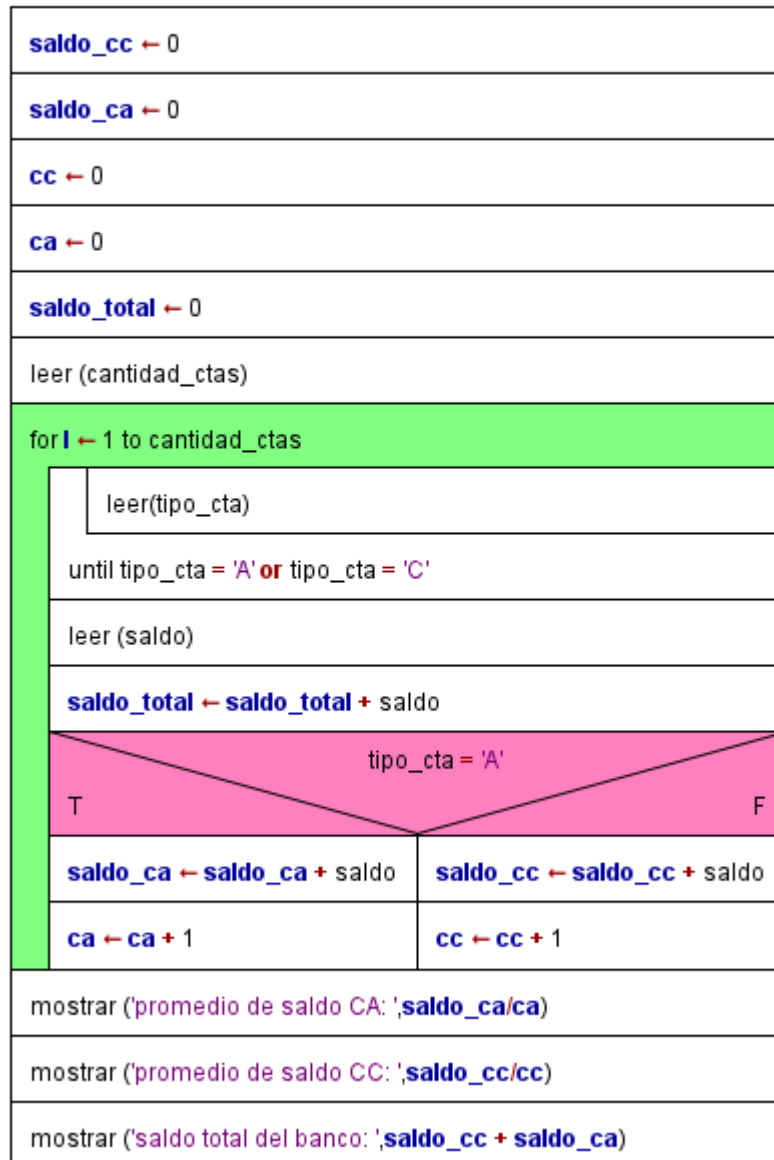 saldo_cc ← 0
saldo_ca ← 0
cc ← 0
ca ← 0
saldo_total ← 0
leer (cantidad_ctas)
for I ← 1 to cantidad_ctas
leer(tipo_cta)
until tipo_cta = 'A' or tipo_cta = 'C'
leer (saldo)
saldo_total ← saldo_total + saldo
tipo_cta = 'A'
T F
saldo_ca ← saldo_ca + saldo saldo_cc ← saldo_cc + saldo
ca ← ca + 1 cc ← cc + 1
mostrar ('promedio de saldo CA: ',saldo_ca/ca)
mostrar ('promedio de saldo CC: ',saldo_cc/cc)
mostrar ('saldo total del banco: ',saldo_cc + saldo_ca)